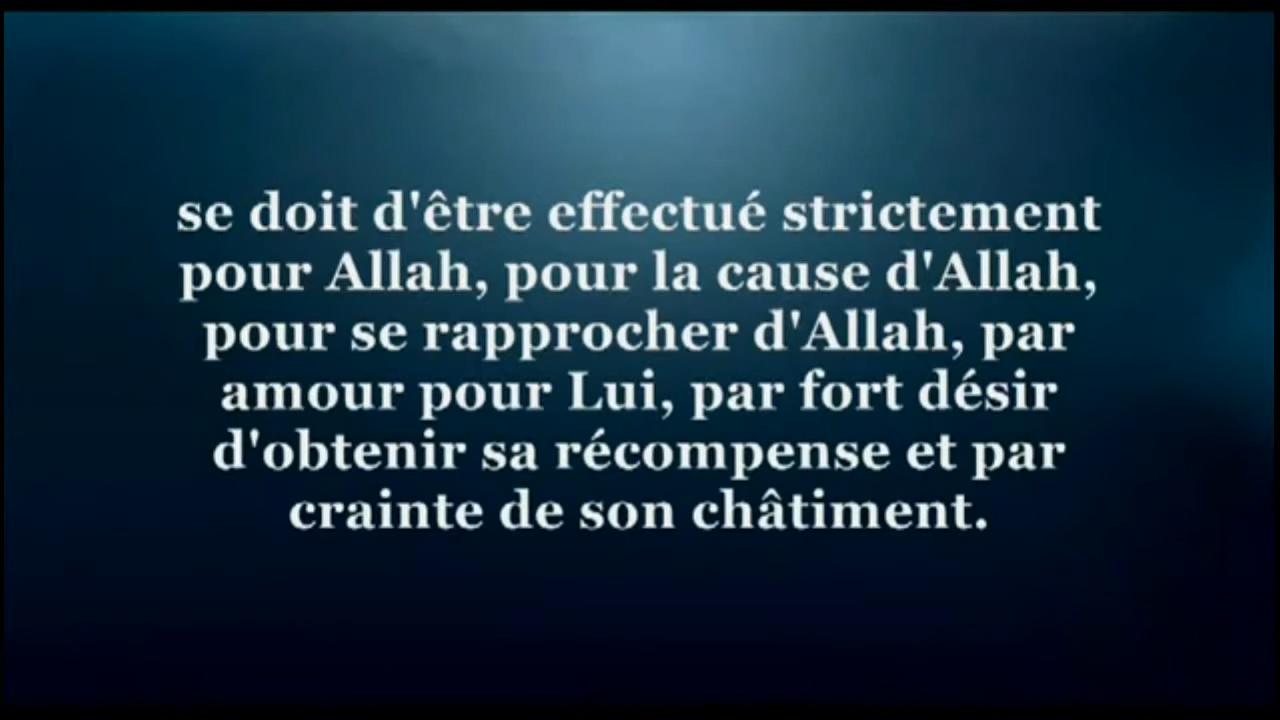 se doit d'être effectué strictement
pour Allah, pour la cause d'Allah,
pour se rapprocher d'Allah, par
amour pour Lui, par fort désir
d'obtenir sa récompense et par
crainte de son châtiment.